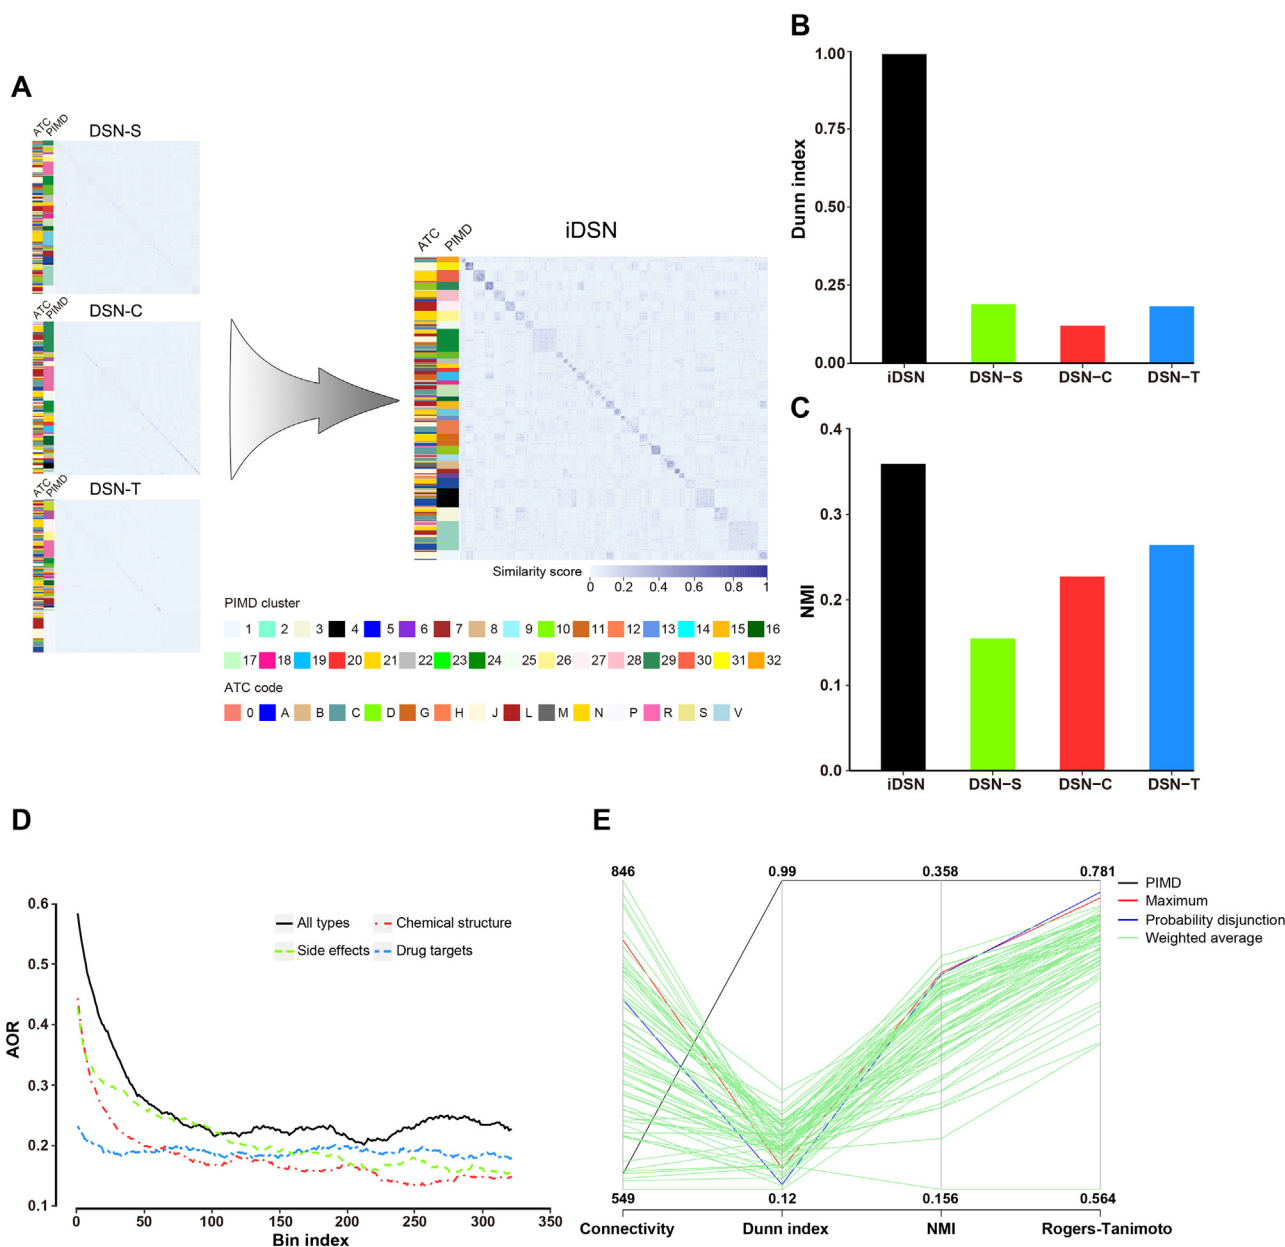 A
ATC
PIMD
DSN-S
ATC
PIMD
DSN-C
ATC
PIMD
DSN-T
ATC
PIMD
iDSN
Similarity score
0 0.2 0.4 0.6 0.8 1
PIMD cluster
1 2 3 4 5 6 7 8 9 10 11 12 13 14 15 16
17 18 19 20 21 22 23 24 25 26 27 28 29 30 31 32
ATC code
0 A B C D G H J L M N P R S V
B
Dunn index
1.00
0.75
0.50
0.25
0.00
iDSN DSN-S DSN-C DSN-T
C
NMI
0.4
0.3
0.2
0.1
0.0
iDSN DSN-S DSN-C DSN-T
D
AOR
0.6
0.5
0.4
0.3
0.2
0.1
All types Chemical structure
Side effects Drug targets
0 50 100 150 200 250 300 350
Bin index
E
846 0.99 0.358 0.781
PIMD
Maximum
Probability disjunction
Weighted average
549 0.12 0.156 0.564
Connectivity Dunn index NMI Rogers-Tanimoto